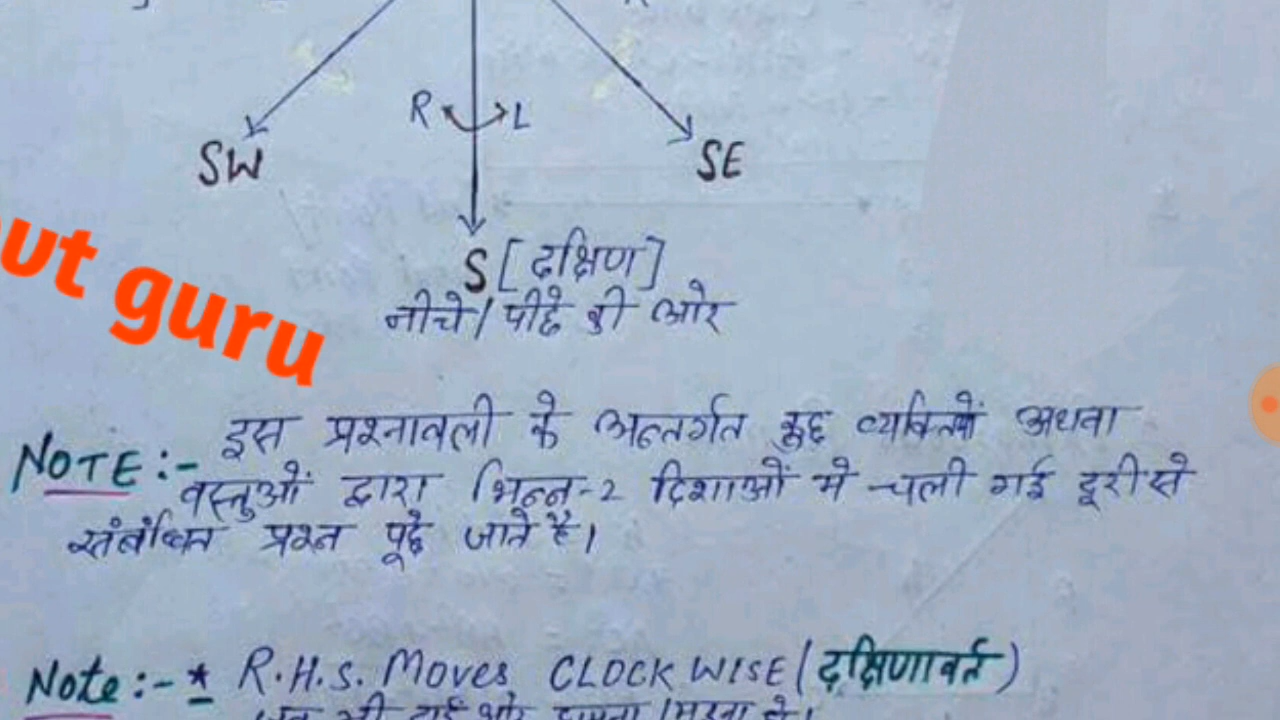 R L
SW
SE
S [दक्षिण]
नीचे / पीछे की ओर
ut guru
इस प्रश्नावली के अन्तर्गत कुछ व्यक्तियों अथवा
NOTE:- वस्तुओं द्वारा भिन्न-2 दिशाओं मे चली गई दूरी से
संबंधित प्रश्न पूछे जाते है।
Note:- * R.H.S. Moves CLOCK WISE (दक्षिणावर्त)